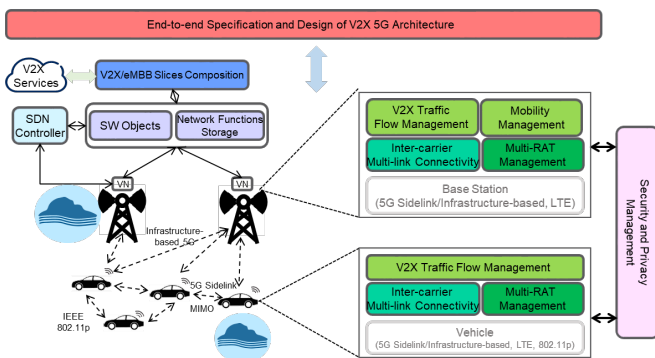 End-to-end Specification and Design of V2X 5G Architecture
V2X
Services
V2X/eMBB Slices Composition
SDN
Controller
SW Objects
Network Functions
Storage
VN
VN
Infrastructure-
based 5G
5G Sidelink
MIMO
IEEE
802.11p
V2X Traffic
Flow Management
Mobility
Management
Inter-carrier
Multi-link Connectivity
Multi-RAT
Management
Base Station
(5G Sidelink/Infrastructure-based, LTE)
V2X Traffic Flow Management
Inter-carrier
Multi-link Connectivity
Multi-RAT
Management
Vehicle
(5G Sidelink/Infrastructure-based, LTE, 802.11p)
Security and Privacy
Management